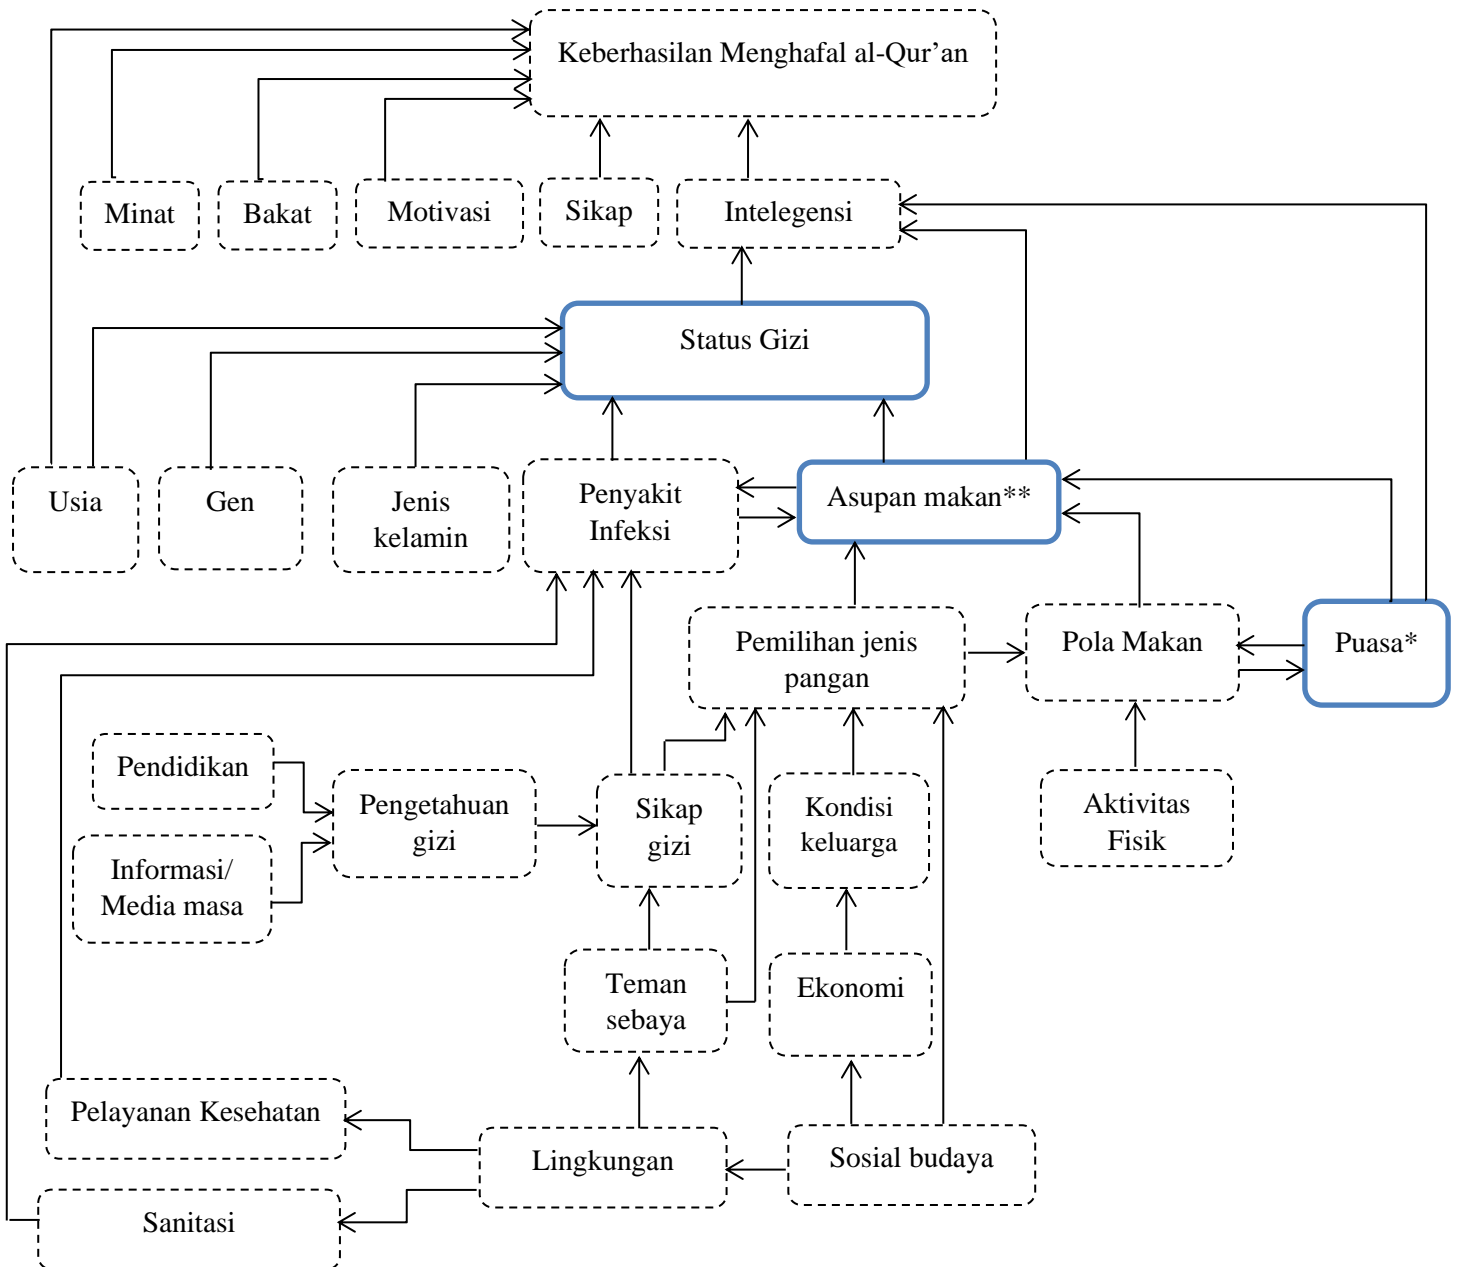 Keberhasilan Menghafal al-Qur’an
Minat
Bakat
Motivasi
Sikap
Intelegensi
Status Gizi
Usia
Gen
Jenis
kelamin
Penyakit
Infeksi
Asupan makan**
Pemilihan jenis
pangan
Pola Makan
Puasa*
Pendidikan
Informasi/
Media masa
Pengetahuan
gizi
Sikap
gizi
Kondisi
keluarga
Aktivitas
Fisik
Teman
sebaya
Ekonomi
Pelayanan Kesehatan
Lingkungan
Sosial budaya
Sanitasi